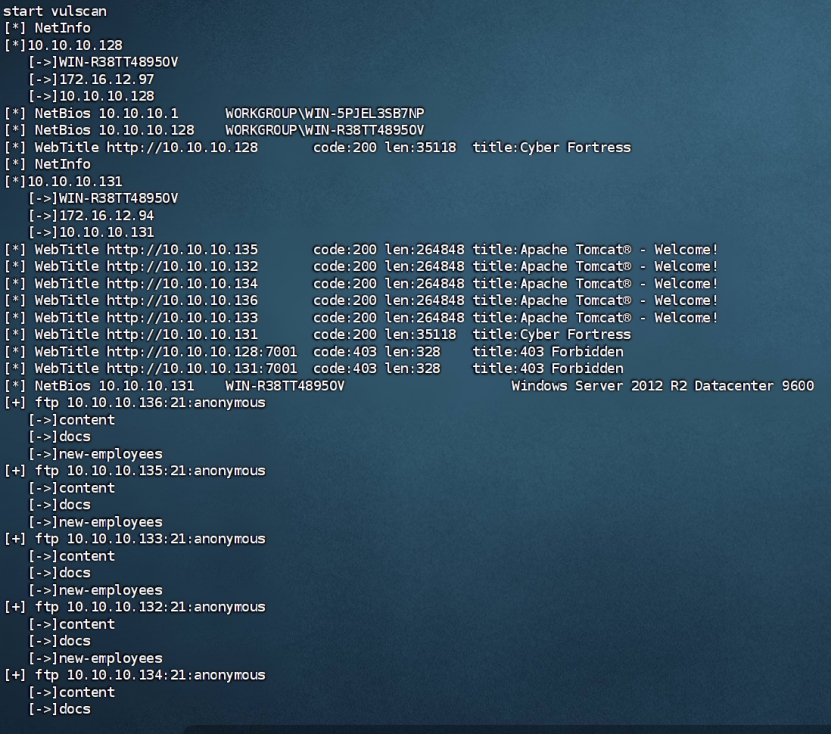 start vulscan
[*] NetInfo
[*]10.10.10.128
   [->]WIN-R38TT4895OV
   [->]172.16.12.97
   [->]10.10.10.128
[*] NetBios 10.10.10.1      WORKGROUP\WIN-5PJEL3SB7NP
[*] NetBios 10.10.10.128    WORKGROUP\WIN-R38TT4895OV
[*] WebTitle http://10.10.10.128       code:200 len:35118  title:Cyber Fortress
[*] NetInfo
[*]10.10.10.131
   [->]WIN-R38TT4895OV
   [->]172.16.12.94
   [->]10.10.10.131
[*] WebTitle http://10.10.10.135       code:200 len:264848 title:Apache Tomcat® - Welcome!
[*] WebTitle http://10.10.10.132       code:200 len:264848 title:Apache Tomcat® - Welcome!
[*] WebTitle http://10.10.10.134       code:200 len:264848 title:Apache Tomcat® - Welcome!
[*] WebTitle http://10.10.10.136       code:200 len:264848 title:Apache Tomcat® - Welcome!
[*] WebTitle http://10.10.10.133       code:200 len:264848 title:Apache Tomcat® - Welcome!
[*] WebTitle http://10.10.10.131       code:200 len:35118  title:Cyber Fortress
[*] WebTitle http://10.10.10.128:7001  code:403 len:328    title:403 Forbidden
[*] WebTitle http://10.10.10.131:7001  code:403 len:328    title:403 Forbidden
[*] NetBios 10.10.10.131    WIN-R38TT4895OV                     Windows Server 2012 R2 Datacenter 9600
[+] ftp 10.10.10.136:21:anonymous
   [->]content
   [->]docs
   [->]new-employees
[+] ftp 10.10.10.135:21:anonymous
   [->]content
   [->]docs
   [->]new-employees
[+] ftp 10.10.10.133:21:anonymous
   [->]content
   [->]docs
   [->]new-employees
[+] ftp 10.10.10.132:21:anonymous
   [->]content
   [->]docs
   [->]new-employees
[+] ftp 10.10.10.134:21:anonymous
   [->]content
   [->]docs